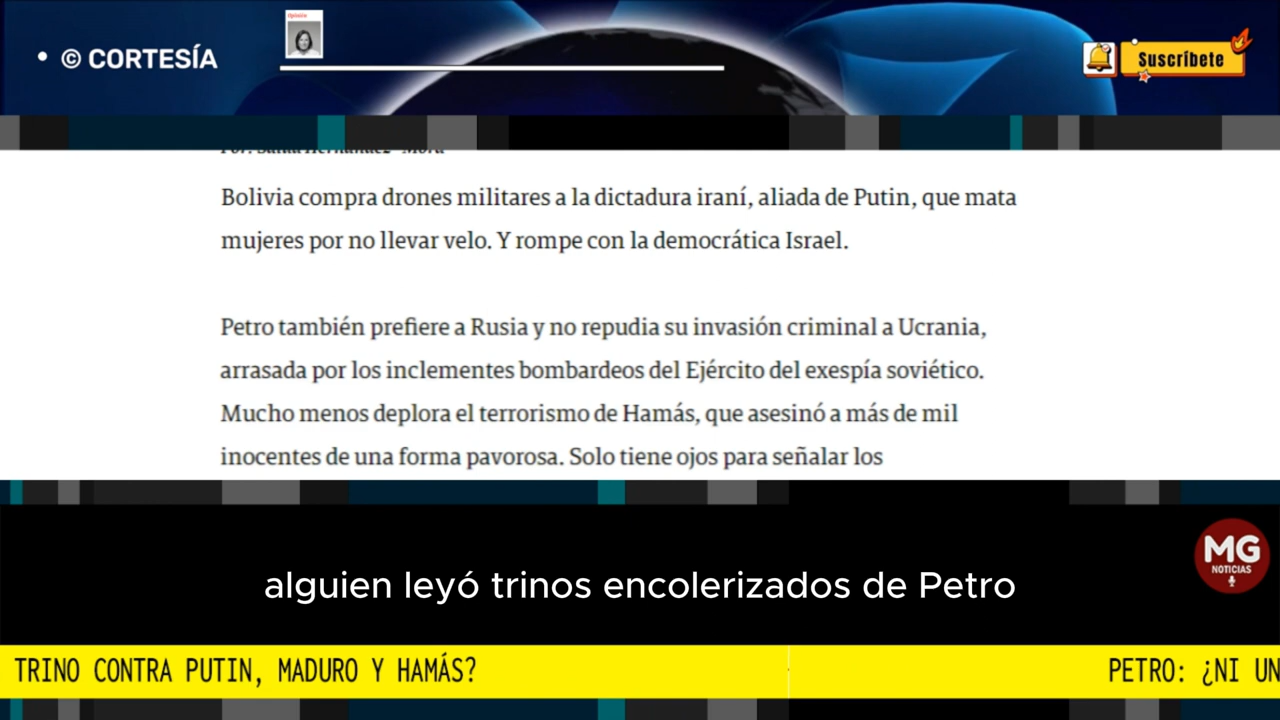 Opinión
• © CORTESÍA
Suscríbete
Bolivia compra drones militares a la dictadura iraní, aliada de Putin, que mata
mujeres por no llevar velo. Y rompe con la democrática Israel.
Petro también prefiere a Rusia y no repudia su invasión criminal a Ucrania,
arrasada por los inclementes bombardeos del Ejército del exespía soviético.
Mucho menos deplora el terrorismo de Hamás, que asesinó a más de mil
inocentes de una forma pavorosa. Solo tiene ojos para señalar los
MG
NOTICIAS
alguien leyó trinos encolerizados de Petro
TRINO CONTRA PUTIN, MADURO Y HAMÁS?
PETRO: ¿NI UN